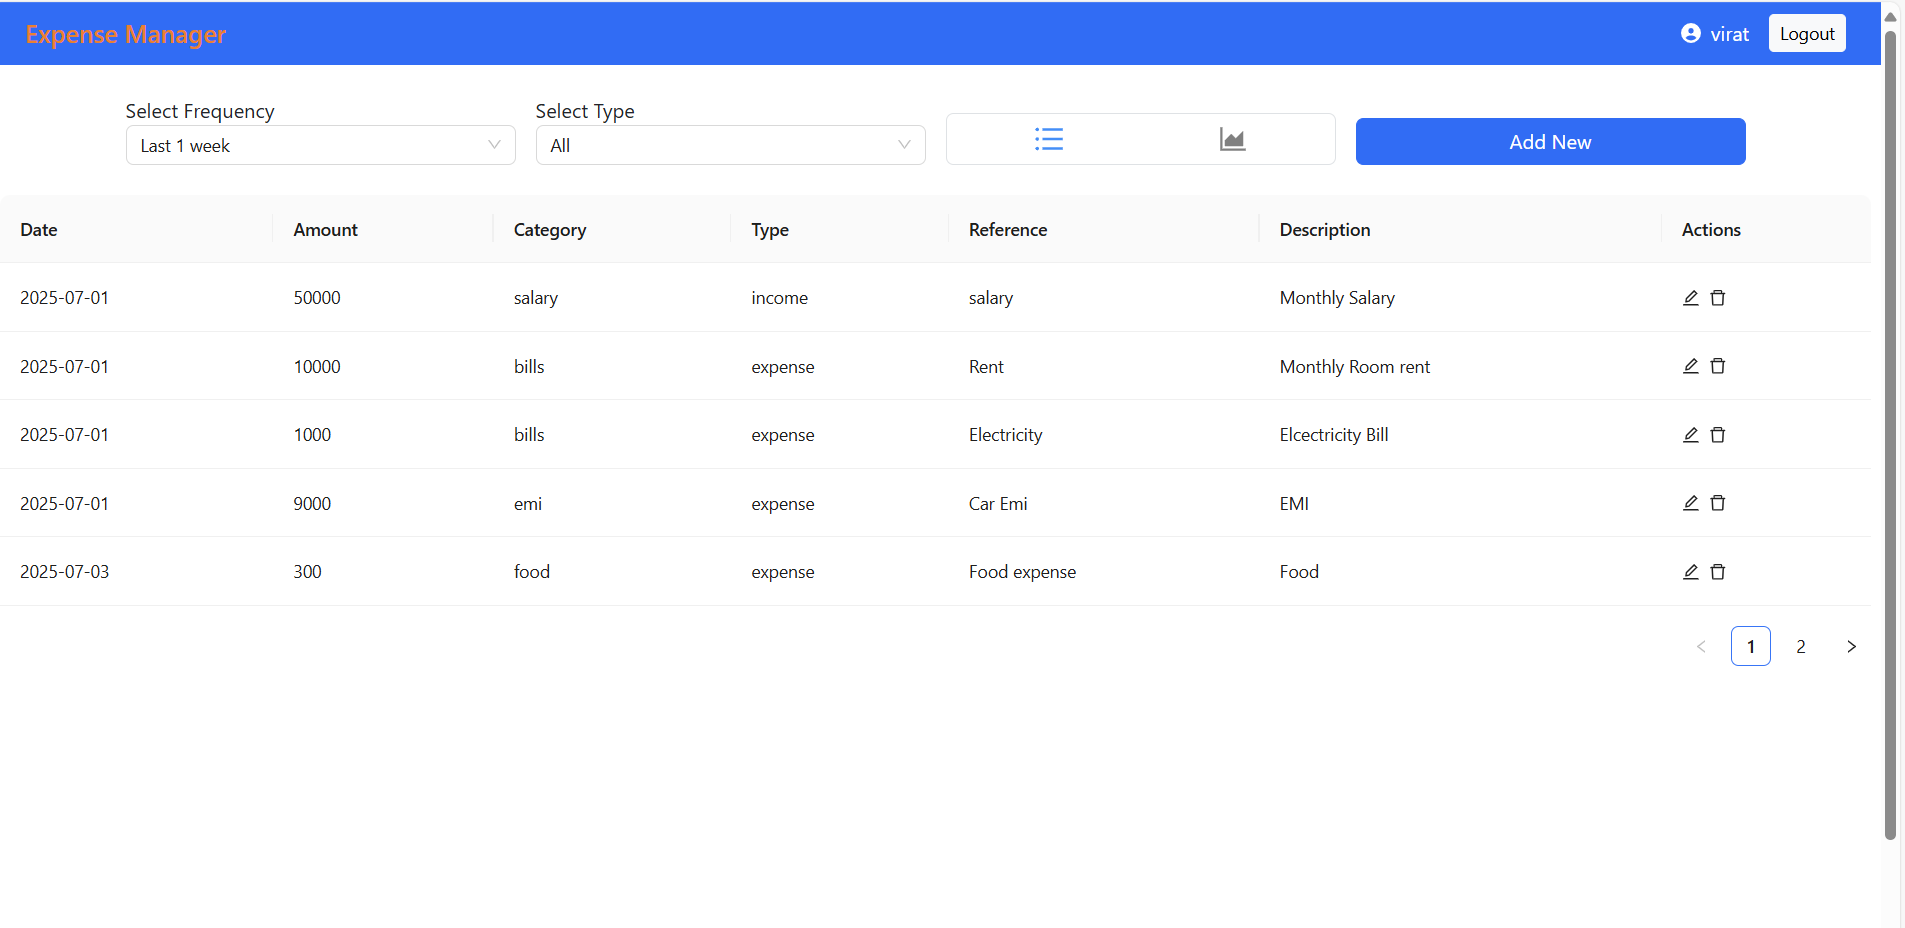 Expense Manager virat Logout
Select Frequency Select Type
Last 1 week All Add New
Date Amount Category Type Reference Description Actions
2025-07-01 50000 salary income salary Monthly Salary
2025-07-01 10000 bills expense Rent Monthly Room rent
2025-07-01 1000 bills expense Electricity Elcectricity Bill
2025-07-01 9000 emi expense Car Emi EMI
2025-07-03 300 food expense Food expense Food
< 1 2 >